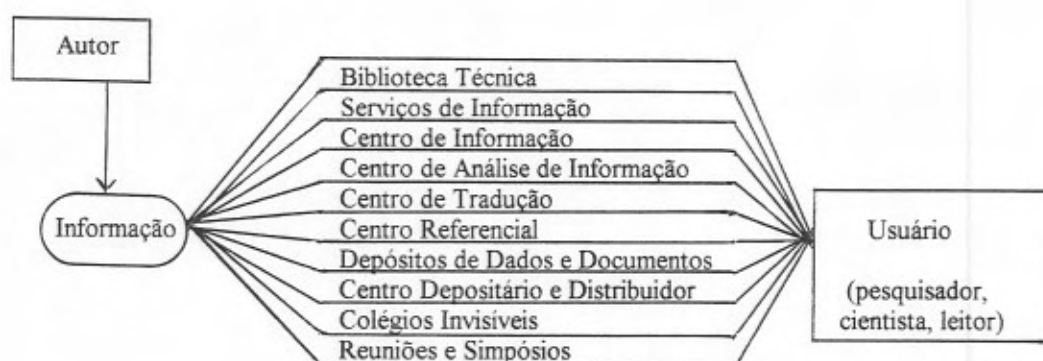 Autor
Biblioteca Técnica
Serviços de Informação
Centro de Informação
Centro de Análise de Informação
Centro de Tradução
Centro Referencial
Depósitos de Dados e Documentos
Centro Depositário e Distribuidor
Colégios Invisíveis
Reuniões e Simpósios
Informação
Usuário
(pesquisador,
cientista, leitor)